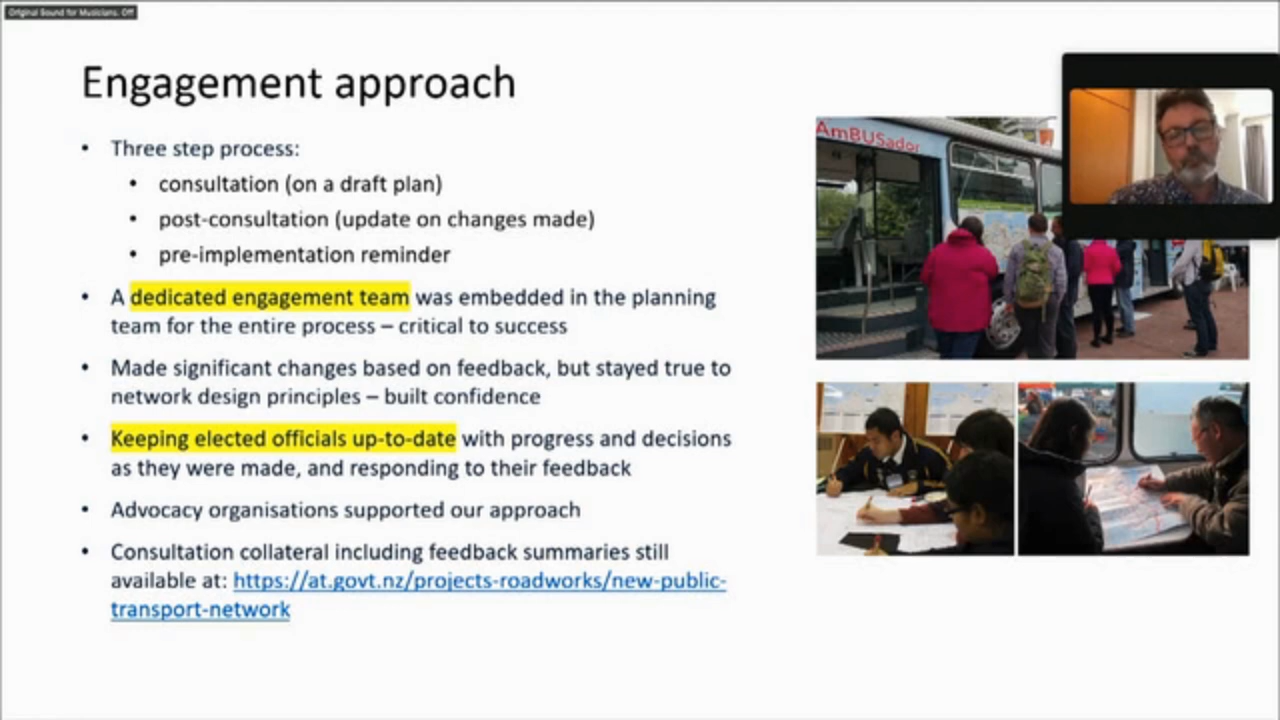 Original Sound for Musicians: Off
Engagement approach
• Three step process:
• consultation (on a draft plan)
• post-consultation (update on changes made)
• pre-implementation reminder
• A dedicated engagement team was embedded in the planning
team for the entire process – critical to success
• Made significant changes based on feedback, but stayed true to
network design principles – built confidence
• Keeping elected officials up-to-date with progress and decisions
as they were made, and responding to their feedback
• Advocacy organisations supported our approach
• Consultation collateral including feedback summaries still
available at: https://at.govt.nz/projects-roadworks/new-public-
transport-network
AmBUSador